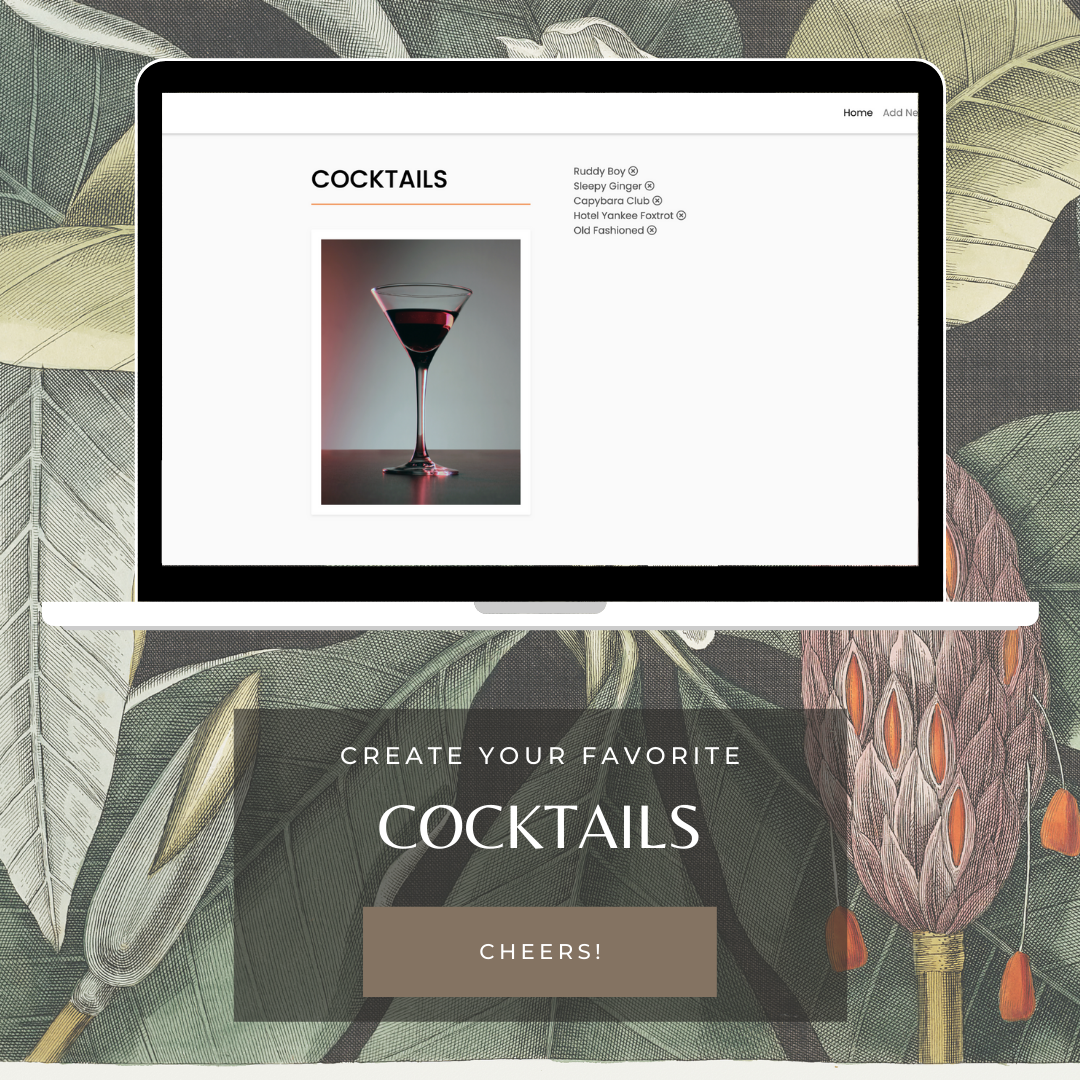 Home Add Ne
COCKTAILS
Ruddy Boy
Sleepy Ginger
Capybara Club
Hotel Yankee Foxtrot
Old Fashioned
CREATE YOUR FAVORITE
COCKTAILS
CHEERS!